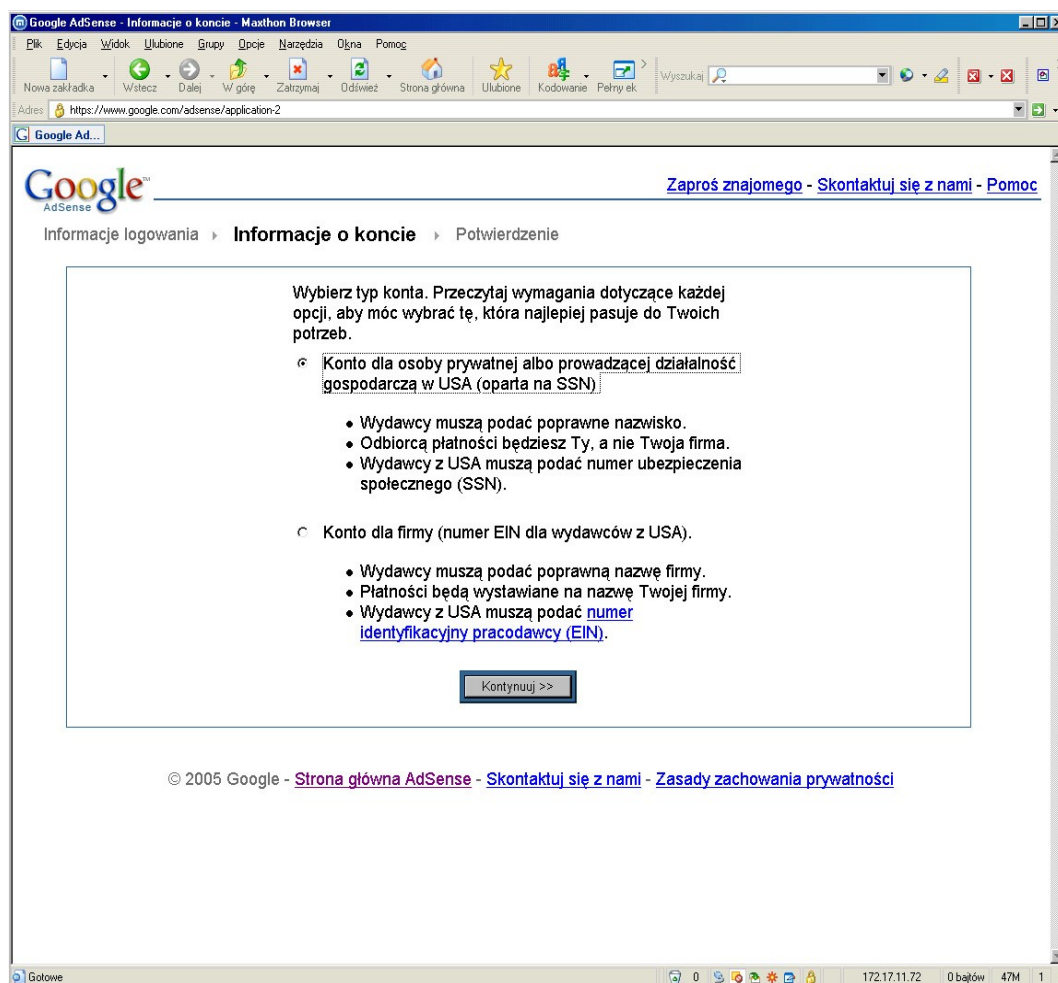 Google AdSense - Informacje o koncie - Maxthon Browser
Plik Edycja Widok Ulubione Grupy Opcje Narzędzia Okna Pomoc
Nowa zakładka Wstecz Dalej W górę Zatrzymaj Odśwież Strona główna Ulubione Kodowanie Pełny ek. Wyszukaj
Adres https://www.google.com/adsense/application-2
Google Ad...
Google™
AdSense
Zaproś znajomego - Skontaktuj się z nami - Pomoc
Informacje logowania Informacje o koncie Potwierdzenie
Wybierz typ konta. Przeczytaj wymagania dotyczące każdej
opcji, aby móc wybrać tę, która najlepiej pasuje do Twoich
potrzeb.
Konto dla osoby prywatnej albo prowadzącej działalność
gospodarczą w USA (oparta na SSN)
• Wydawcy muszą podać poprawne nazwisko.
• Odbiorcą płatności będziesz Ty, a nie Twoja firma.
• Wydawcy z USA muszą podać numer ubezpieczenia
społecznego (SSN).
Konto dla firmy (numer EIN dla wydawców z USA).
• Wydawcy muszą podać poprawną nazwę firmy.
• Płatności będą wystawiane na nazwę Twojej firmy.
• Wydawcy z USA muszą podać numer
identyfikacyjny pracodawcy (EIN).
Kontynuuj >>
© 2005 Google - Strona główna AdSense - Skontaktuj się z nami - Zasady zachowania prywatności
Gotowe 0 172.17.11.72 0 bajtów 47M 1